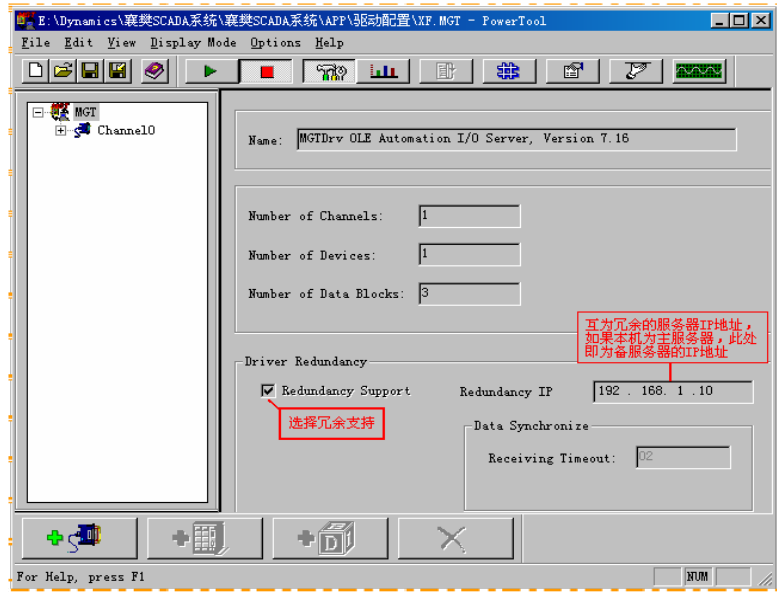 E:\Dynamics\襄樊SCADA系统\襄樊SCADA系统\APP\驱动配置\XF.MGT - PowerTool
File Edit View Display Mode Options Help
MGT
Channel0
Name: MGTDrv OLE Automation I/O Server, Version 7.16
Number of Channels: 1
Number of Devices: 1
Number of Data Blocks: 3
互为冗余的服务器IP地址，
如果本机为主服务器，此处
即为备服务器的IP地址
Driver Redundancy
Redundancy Support
Redundancy IP 192 . 168. 1 .10
选择冗余支持
Data Synchronize
Receiving Timeout: 02
D
For Help, press F1
NUM